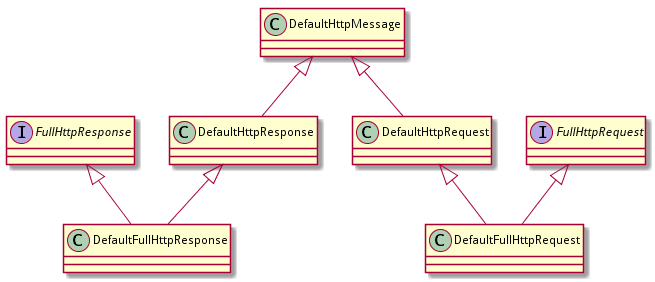 C DefaultHttpMessage
I FullHttpResponse
C DefaultHttpResponse
C DefaultHttpRequest
I FullHttpRequest
C DefaultFullHttpResponse
C DefaultFullHttpRequest